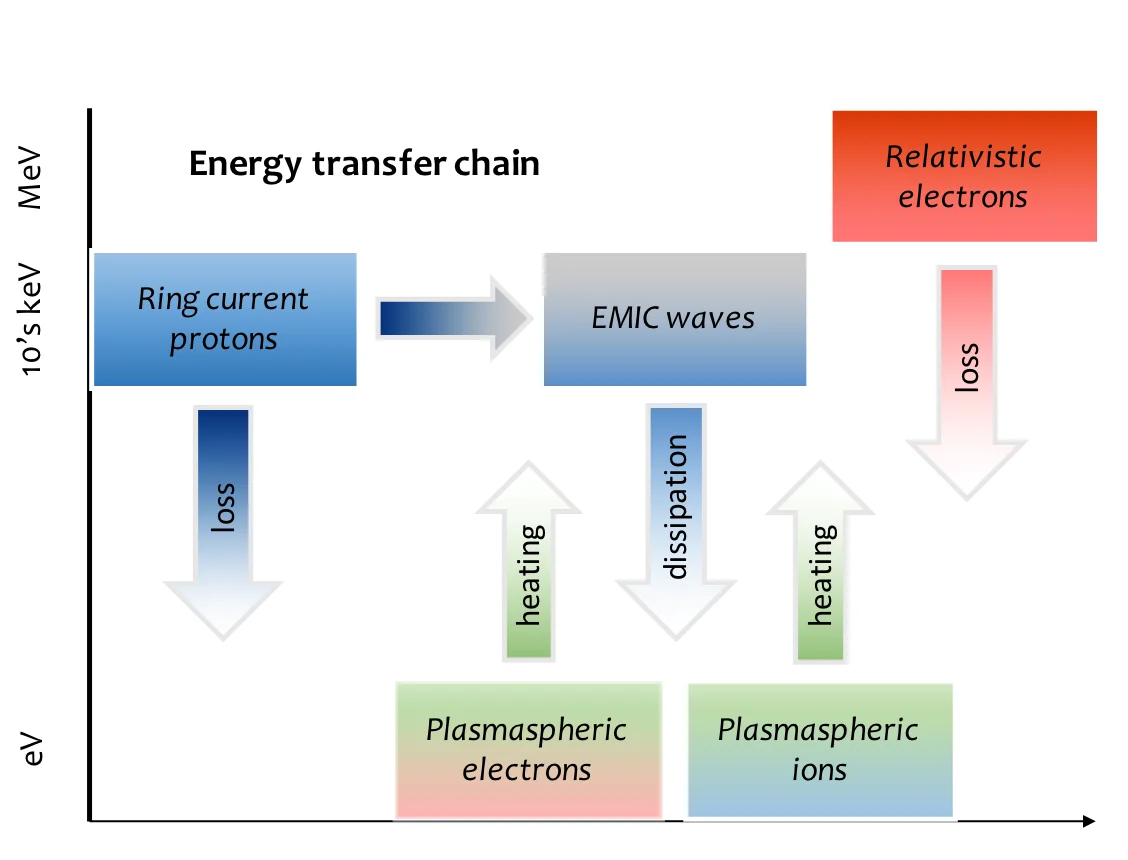 Energy transfer chain
MeV
10's keV
eV
Relativistic
electrons
Ring current
protons
EMIC waves
loss
loss
dissipation
heating
heating
Plasmaspheric
electrons
Plasmaspheric
ions